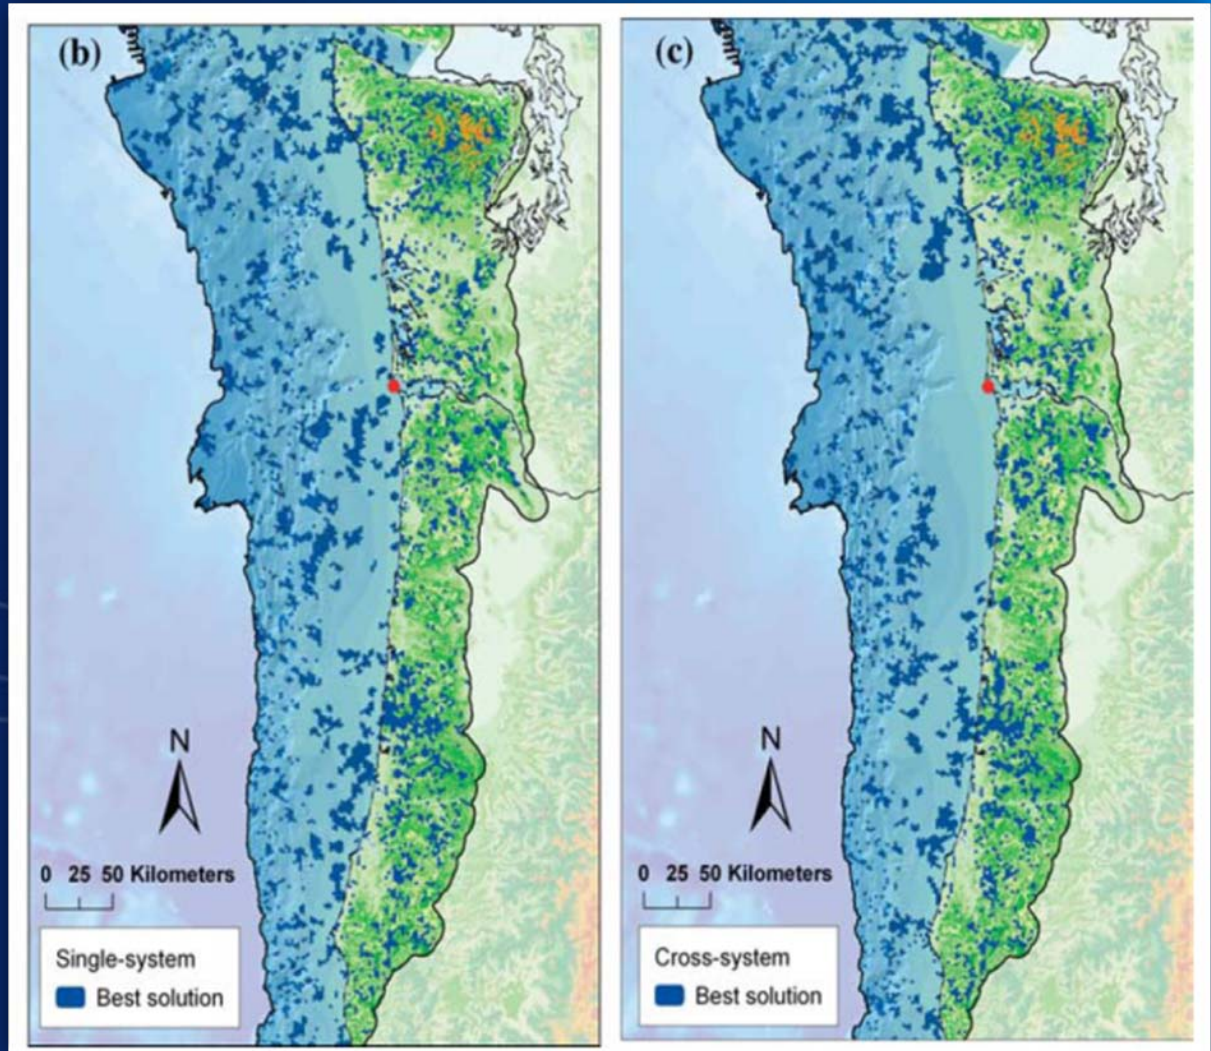 (b)
N
0 25 50 Kilometers
Single-system
Best solution
(c)
N
0 25 50 Kilometers
Cross-system
Best solution